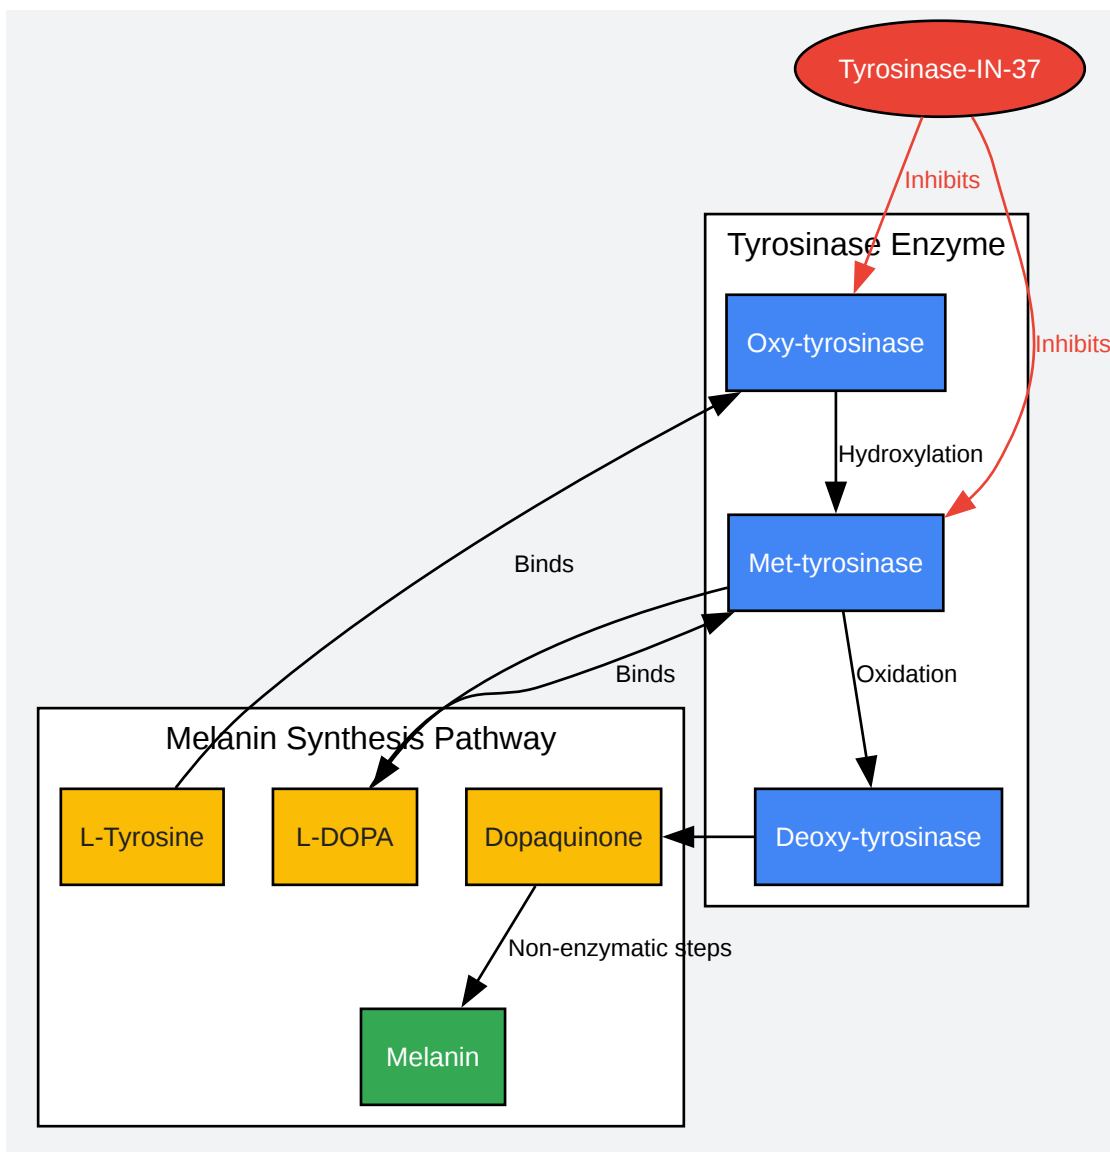 Tyrosinase-IN-37
Inhibits
Tyrosinase Enzyme
Oxy-tyrosinase
Inhibits
Hydroxylation
Binds
Met-tyrosinase
Binds
Oxidation
Melanin Synthesis Pathway
L-Tyrosine
L-DOPA
Dopaquinone
Deoxy-tyrosinase
Non-enzymatic steps
Melanin